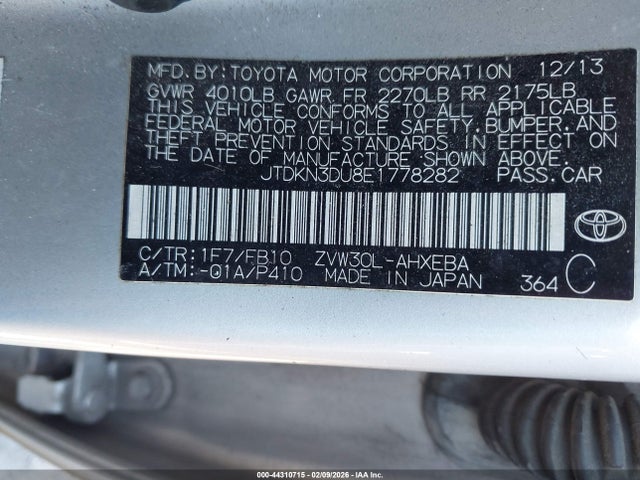 MFD.BY:TOYOTA MOTOR CORPORATION 12/13
GVWR 4010LB GAWR FR 2270LB RR 2175LB
THIS VEHICLE CONFORMS TO ALL APPLICABLE
FEDERAL MOTOR VEHICLE SAFETY,BUMPER,AND
THEFT PREVENTION STANDARDS IN EFFECT ON
THE DATE OF MANUFACTURE SHOWN ABOVE.
JTDKN3DU8E1778282 PASS.CAR
C/TR:1F7/FB10 ZVW30L-AHXEBA
A/TM:-01A/P410 MADE IN JAPAN 364 C
TOYOTA
000-44310715 - 02/09/2026 - IAA Inc.